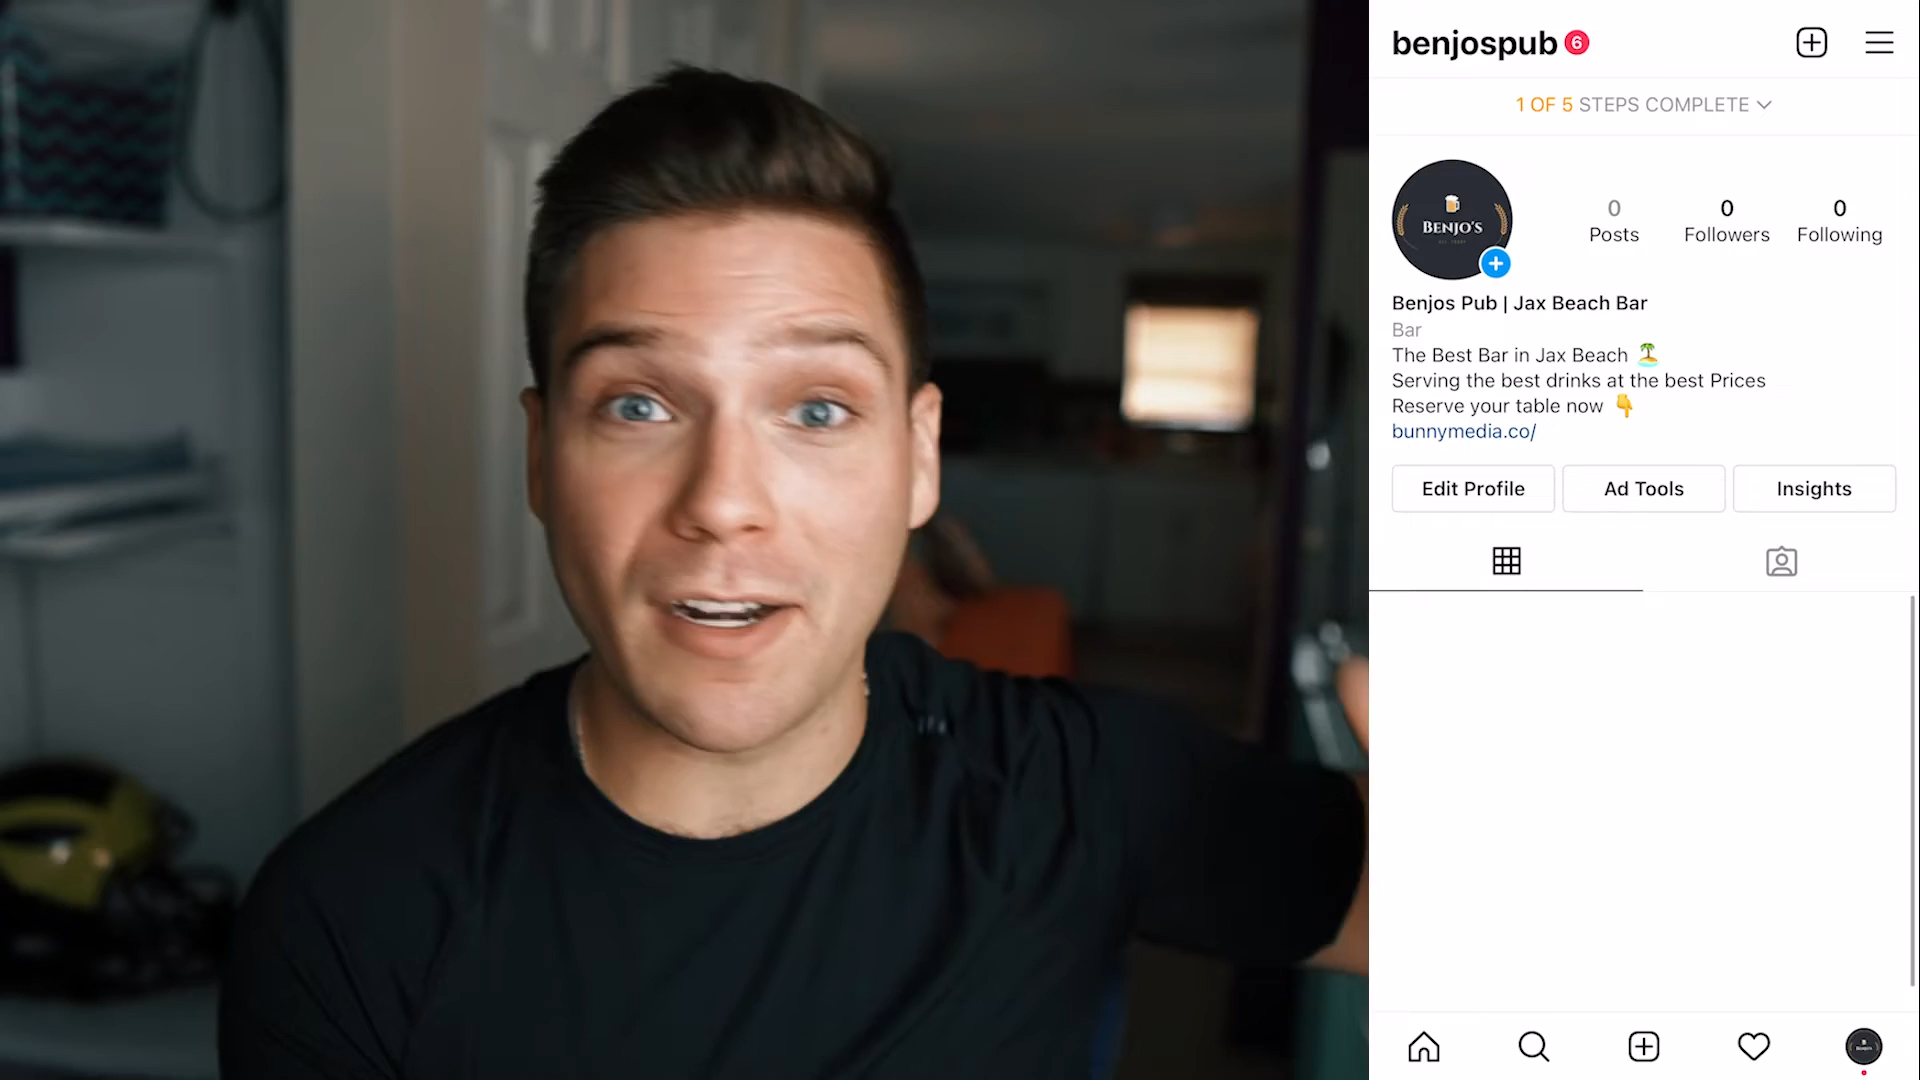 benjospub 6
1 OF 5 STEPS COMPLETE
BENJO'S
0 0 0
Posts Followers Following
Benjos Pub | Jax Beach Bar
Bar
The Best Bar in Jax Beach 🏝️
Serving the best drinks at the best Prices
Reserve your table now 👇
bunnymedia.co/
Edit Profile Ad Tools Insights